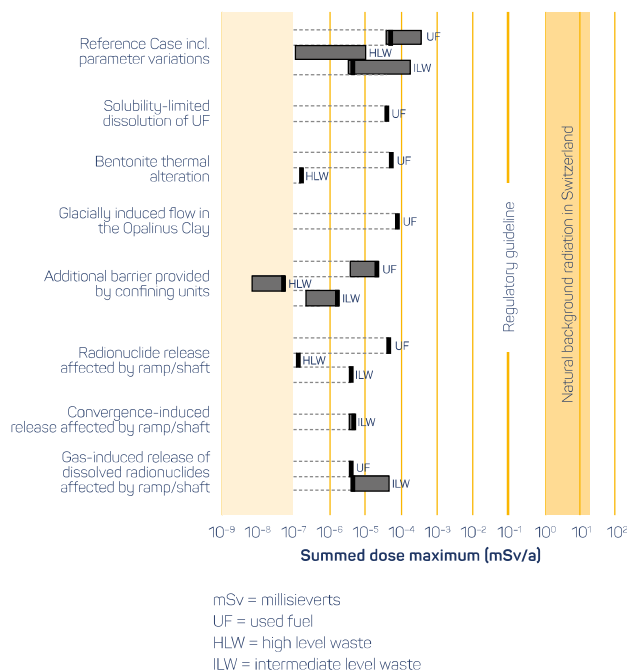 Reference Case incl.
parameter variations
UF
HLW
ILW
Solubility-limited
dissolution of UF
UF
Bentonite thermal
alteration
UF
HLW
Glacially induced flow in
the Opalinus Clay
UF
Additional barrier provided
by confining units
UF
HLW
ILW
Radionuclide release
affected by ramp/shaft
UF
HLW
ILW
Convergence-induced
release affected by ramp/shaft
ILW
Gas-induced release of
dissolved radionuclides
affected by ramp/shaft
UF
ILW
Regulatory guideline
Natural background radiation in Switzerland
10⁻⁹ 10⁻⁸ 10⁻⁷ 10⁻⁶ 10⁻⁵ 10⁻⁴ 10⁻³ 10⁻² 10⁻¹ 10⁰ 10¹ 10²
Summed dose maximum (mSv/a)
mSv = millisieverts
UF = used fuel
HLW = high level waste
ILW = intermediate level waste